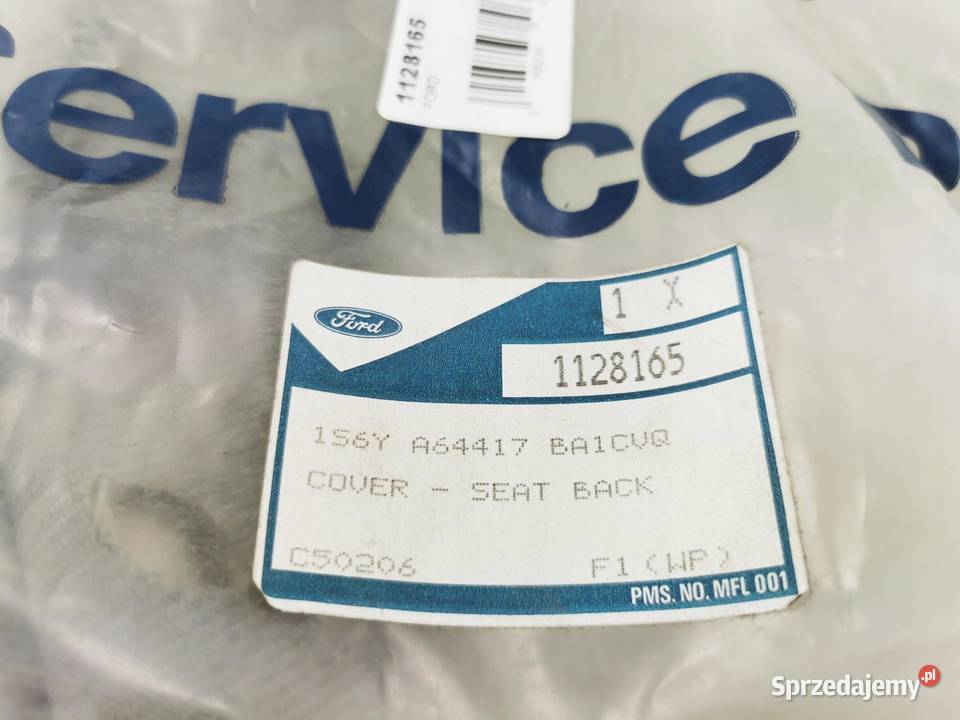 1128165
FORD
Service
Ford
1 X
1128165
1S6Y A64417 BA1CVQ
COVER - SEAT BACK
C50206 F1 (WP)
PMS. NO. MFL 001
Sprzedajemy.pl